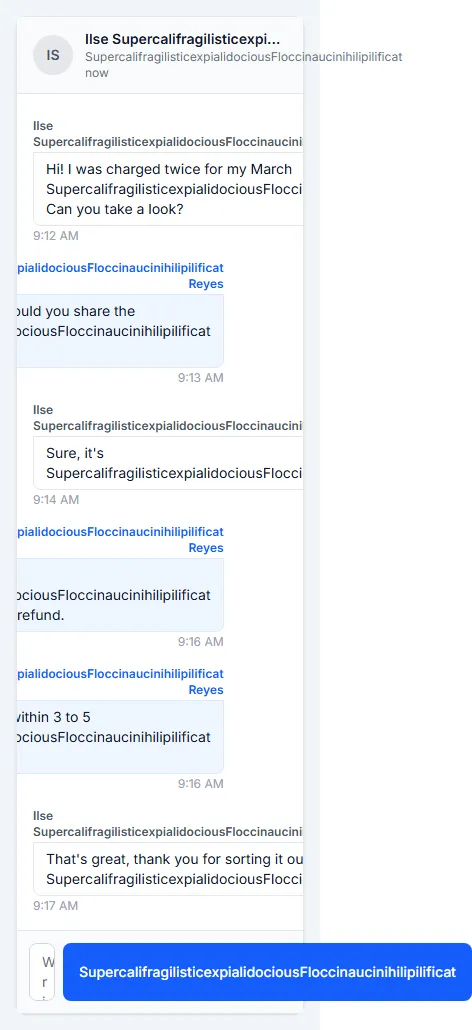 IS
Ilse Supercalifragilisticexpi...
SupercalifragilisticexpialidociousFloccinaucinihilipilificat
now
Ilse
SupercalifragilisticexpialidociousFloccinaucini
Hi! I was charged twice for my March
SupercalifragilisticexpialidociousFlocci
Can you take a look?
9:12 AM
pialidociousFloccinaucinihilipilificat
Reyes
ould you share the
ociousFloccinaucinihilipilificat
9:13 AM
Ilse
SupercalifragilisticexpialidociousFloccinaucini
Sure, it's
SupercalifragilisticexpialidociousFlocci
9:14 AM
pialidociousFloccinaucinihilipilificat
Reyes
ociousFloccinaucinihilipilificat
refund.
9:16 AM
pialidociousFloccinaucinihilipilificat
Reyes
within 3 to 5
ociousFloccinaucinihilipilificat
9:16 AM
Ilse
SupercalifragilisticexpialidociousFloccinaucini
That's great, thank you for sorting it ou
SupercalifragilisticexpialidociousFlocci
9:17 AM
W
r
SupercalifragilisticexpialidociousFloccinaucinihilipilificat